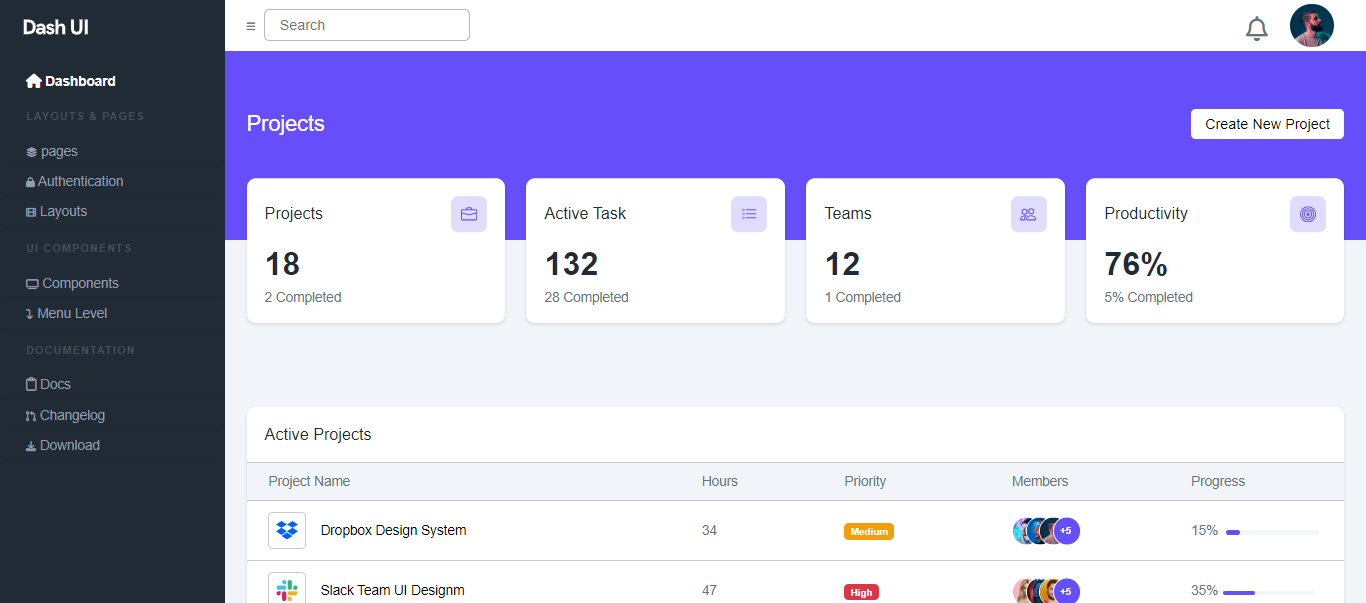 Dash UI
Search
Dashboard
LAYOUTS & PAGES
pages
Authentication
Layouts
UI COMPONENTS
Components
Menu Level
DOCUMENTATION
Docs
Changelog
Download
Projects
Create New Project
Projects
18
2 Completed
Active Task
132
28 Completed
Teams
12
1 Completed
Productivity
76%
5% Completed
Active Projects
Project Name Hours Priority Members Progress
Dropbox Design System 34 Medium +5 15%
Slack Team UI Designm 47 High +5 35%